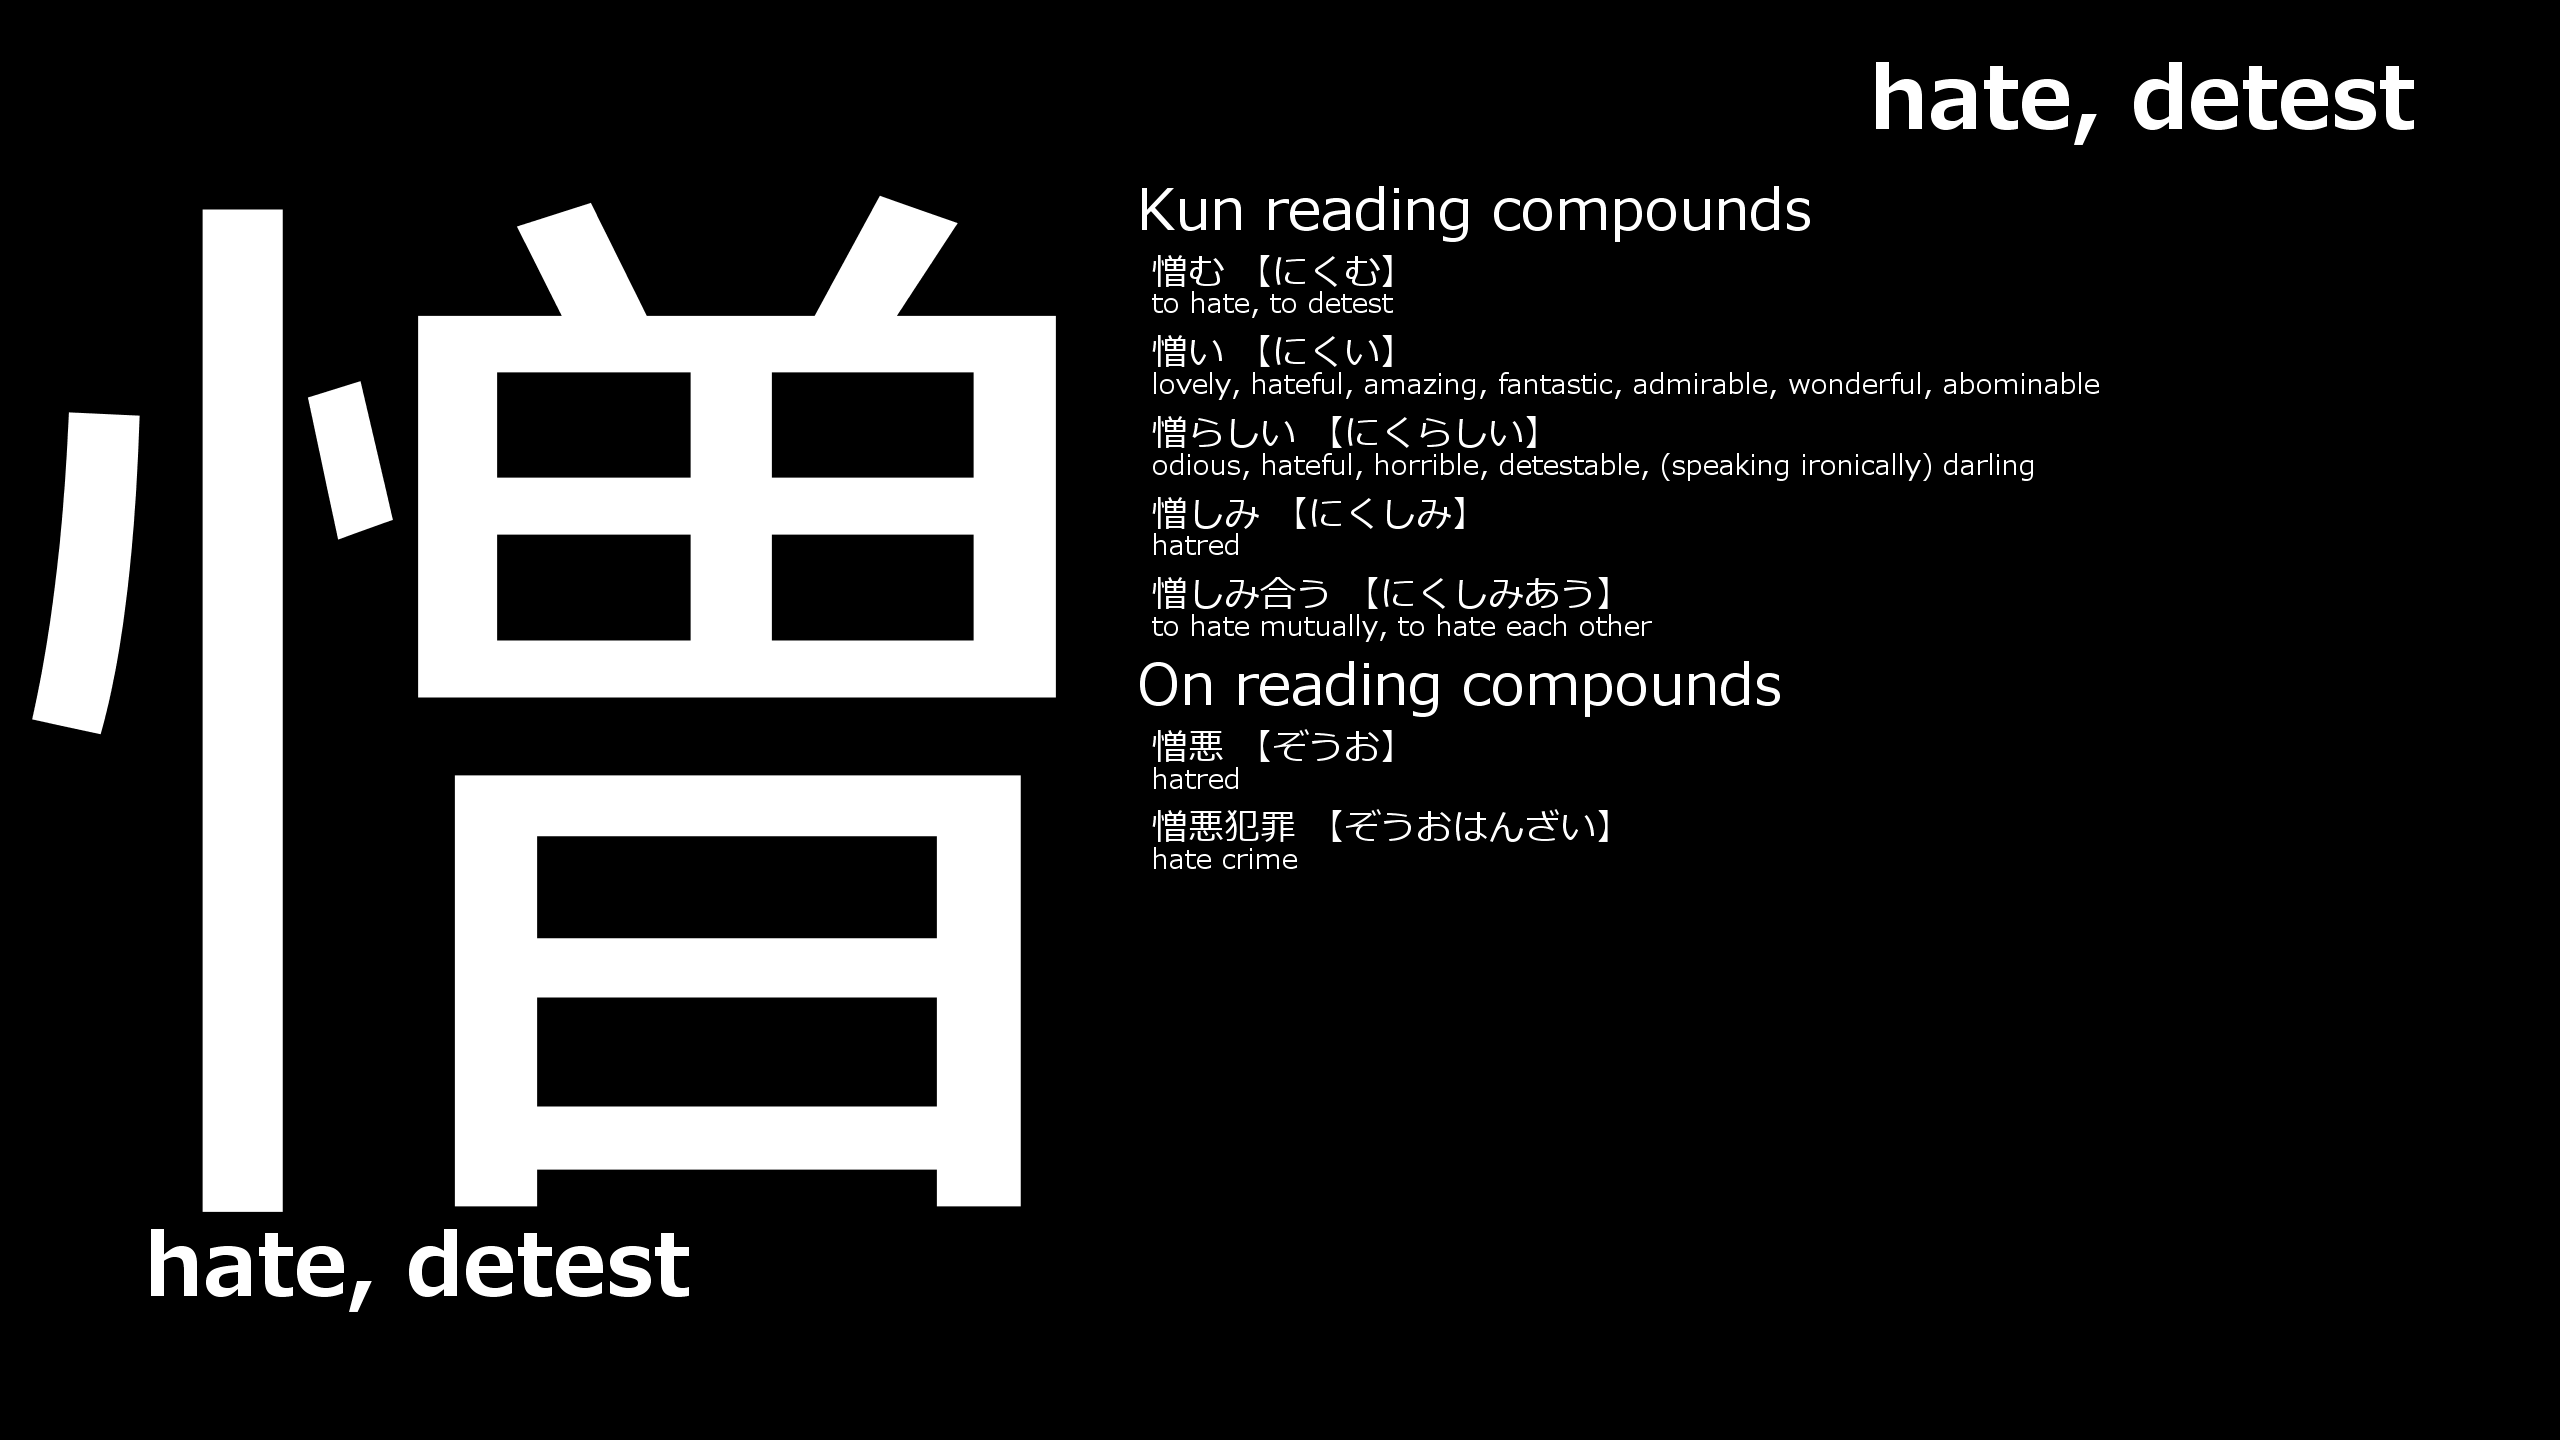 hate, detest
憎
hate, detest
Kun reading compounds
憎む 【にくむ】
to hate, to detest
憎い 【にくい】
lovely, hateful, amazing, fantastic, admirable, wonderful, abominable
憎らしい 【にくらしい】
odious, hateful, horrible, detestable, (speaking ironically) darling
憎しみ 【にくしみ】
hatred
憎しみ合う 【にくしみあう】
to hate mutually, to hate each other
On reading compounds
憎悪 【ぞうお】
hatred
憎悪犯罪 【ぞうおはんざい】
hate crime